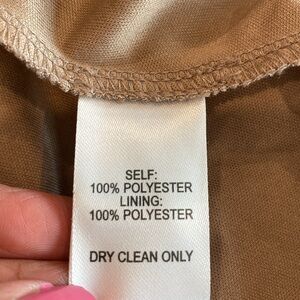 SELF:
100% POLYESTER
LINING:
100% POLYESTER
DRY CLEAN ONLY